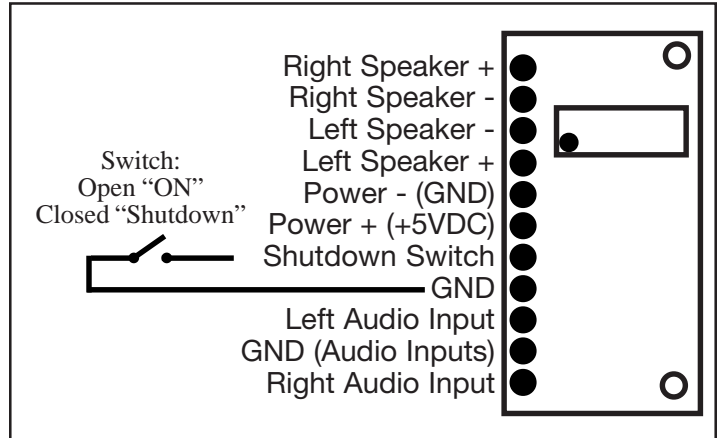 Right Speaker +
Right Speaker -
Left Speaker -
Left Speaker +
Power - (GND)
Power + (+5VDC)
Shutdown Switch
GND
Left Audio Input
GND (Audio Inputs)
Right Audio Input
Switch:
Open “ON”
Closed “Shutdown”